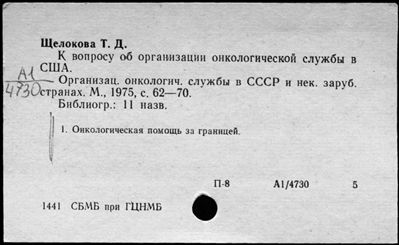 Щелокова Т. Д.
К вопросу об организации онкологической службы в
США.
А1
4730
Организац. онкологич. службы в СССР и нек. заруб.
странах. М., 1975, с. 62—70.
Библиогр.: 11 назв.
1. Онкологическая помощь за границей.
П-8 А1/4730 5
1441 СБМБ при ГЦНМБ